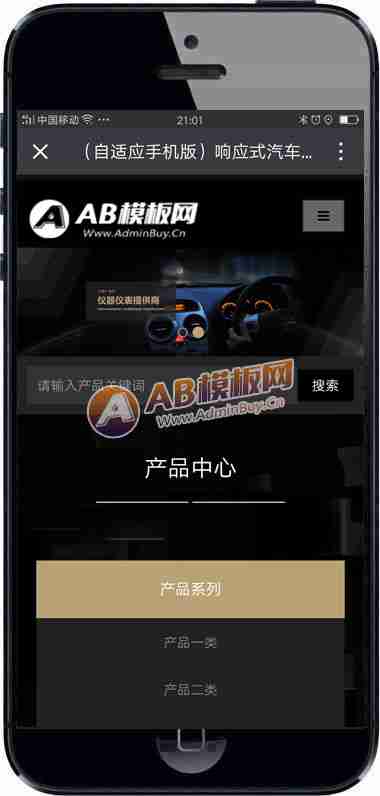 中国移动
21:01
（自适应手机版）响应式汽车...
AB模板网
Www.AdminBuy.Cn
仪器仪表提供商
请输入产品关键词
搜索
AB模板网
Www.AdminBuy.Cn
产品中心
产品系列
产品一类
产品二类